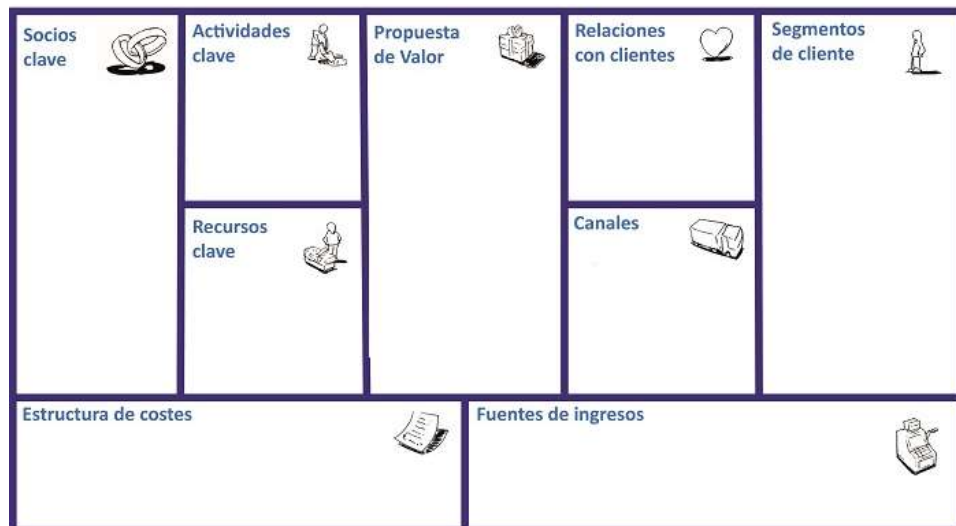 Socios
clave
Actividades
clave
Propuesta
de Valor
Relaciones
con clientes
Segmentos
de cliente
Recursos
clave
Canales
Estructura de costes
Fuentes de ingresos